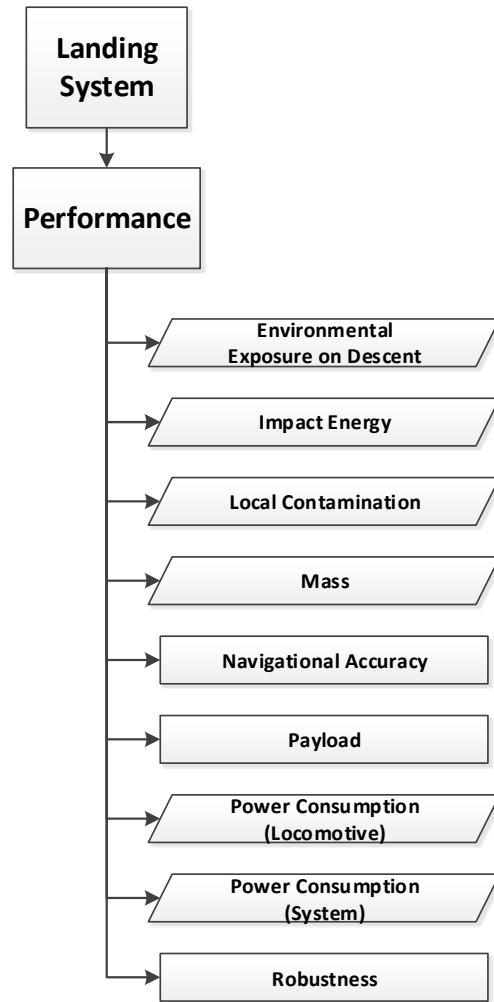 Landing
System
Performance
Environmental
Exposure on Descent
Impact Energy
Local Contamination
Mass
Navigational Accuracy
Payload
Power Consumption
(Locomotive)
Power Consumption
(System)
Robustness